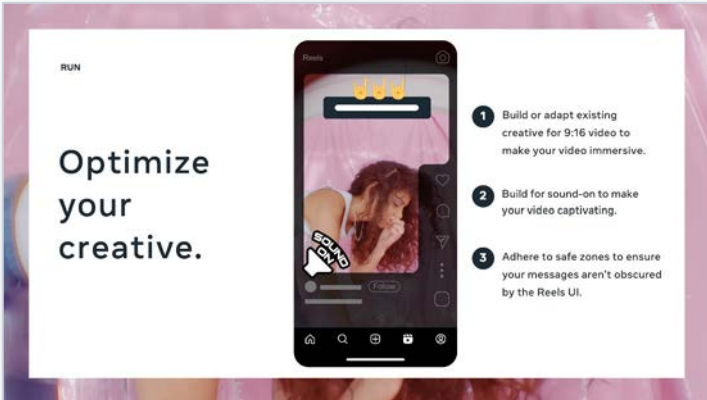 RUN
Optimize
your
creative.
Reels
SOUND
ON
Follow
1
Build or adapt existing
creative for 9:16 video to
make your video immersive.
2
Build for sound-on to make
your video captivating.
3
Adhere to safe zones to ensure
your messages aren't obscured
by the Reels UI.